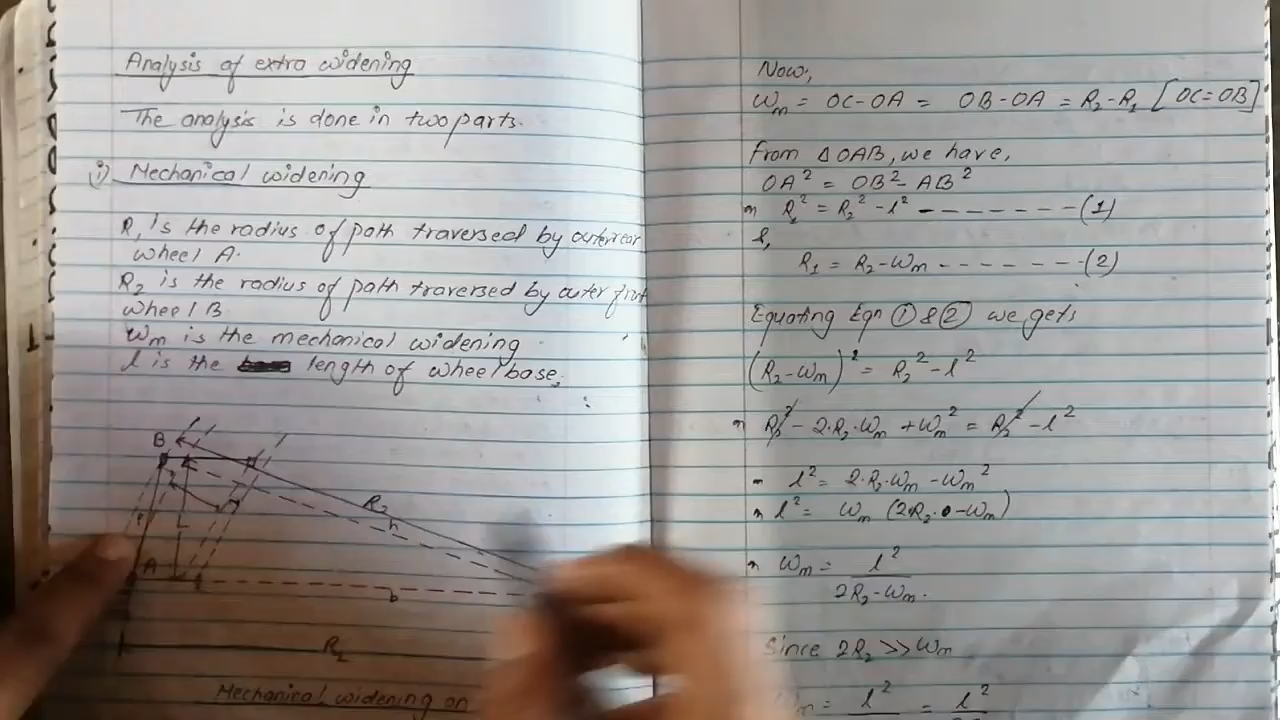 Analysis of extra widening
The analysis is done in two parts.
i) Mechanical widening
R₁ is the radius of path traversed by outer rear
wheel A.
R₂ is the radius of path traversed by outer front
wheel B
Wm is the mechanical widening
l is the length of wheel base,
B
R₂
h
L
A
b
Mechanical widening on
Now,
Wm = OC-OA = OB-OA = R₂-R₁ [OC=OB]
From ΔOAB, we have,
OA² = OB²-AB²
R₁² = R₂² - l² - - - - - - - (1)
&,
R₁ = R₂-Wm - - - - - - - (2)
Equating Eqn ① & ② we gets
(R₂-Wm)² = R₂² - l²
R₂² - 2·R₂·Wm + Wm² = R₂² - l²
l² = 2·R₂·Wm - Wm²
l² = Wm (2R₂ - Wm)
Wm = l²
2R₂-Wm.
Since 2R₂ >> Wm
= l² = l²